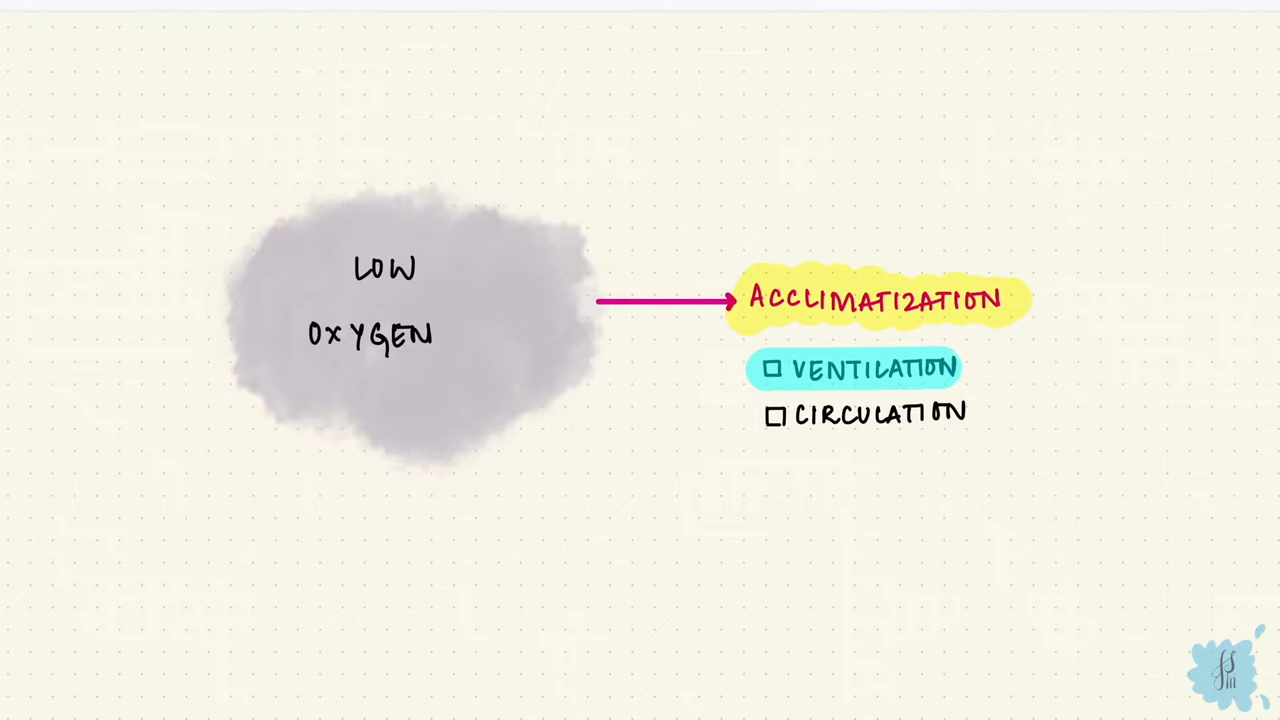 LOW
OXYGEN
ACCLIMATIZATION
VENTILATION
CIRCULATION